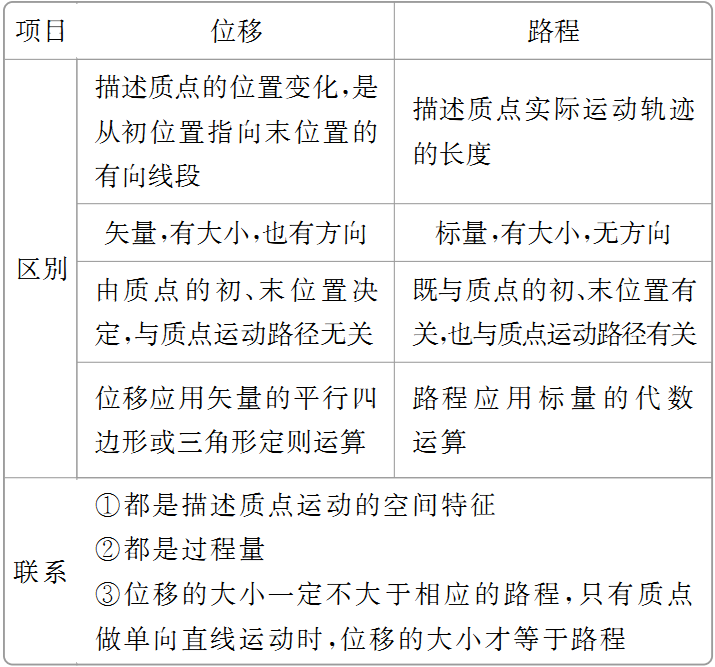 项目 位移 路程
区别
描述质点的位置变化,是
从初位置指向末位置的
有向线段
描述质点实际运动轨迹
的长度
矢量,有大小,也有方向
标量,有大小,无方向
由质点的初、末位置决
定,与质点运动路径无关
既与质点的初、末位置有
关,也与质点运动路径有关
位移应用矢量的平行四
边形或三角形定则运算
路程应用标量的代数
运算
联系
①都是描述质点运动的空间特征
②都是过程量
③位移的大小一定不大于相应的路程,只有质点
做单向直线运动时,位移的大小才等于路程